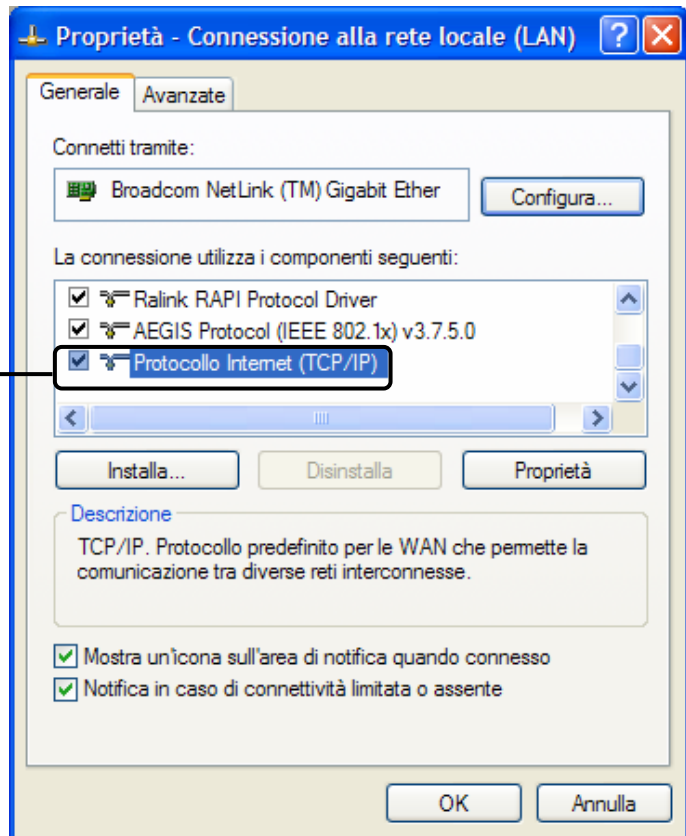 Proprietà - Connessione alla rete locale (LAN)
Generale
Avanzate
Connetti tramite:
Broadcom NetLink (TM) Gigabit Ether
Configura...
La connessione utilizza i componenti seguenti:
Ralink RAPI Protocol Driver
AEGIS Protocol (IEEE 802.1x) v3.7.5.0
Protocollo Internet (TCP/IP)
Installa...
Disinstalla
Proprietà
Descrizione
TCP/IP. Protocollo predefinito per le WAN che permette la
comunicazione tra diverse reti interconnesse.
Mostra un'icona sull'area di notifica quando connesso
Notifica in caso di connettività limitata o assente
OK
Annulla